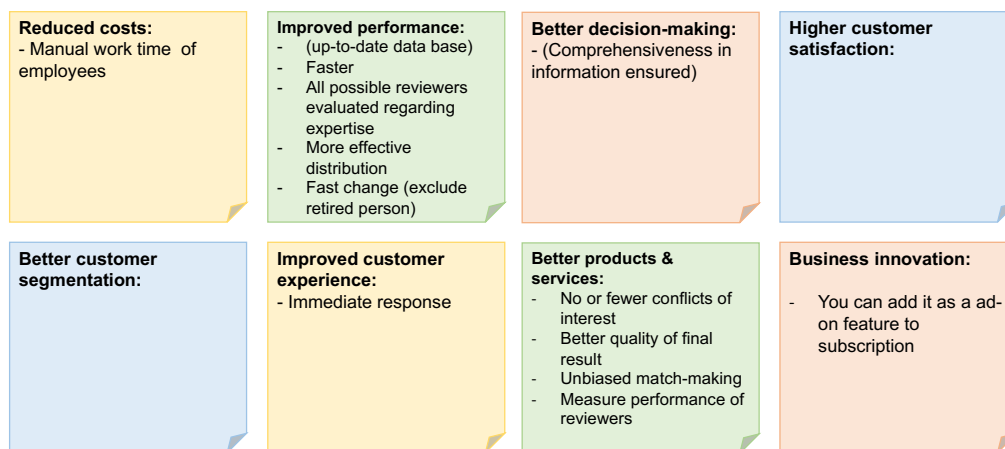 Reduced costs:
- Manual work time of
employees
Improved performance:
- (up-to-date data base)
- Faster
- All possible reviewers
evaluated regarding
expertise
- More effective
distribution
- Fast change (exclude
retired person)
Better decision-making:
- (Comprehensiveness in
information ensured)
Higher customer
satisfaction:
Better customer
segmentation:
Improved customer
experience:
- Immediate response
Better products &
services:
- No or fewer conflicts of
interest
- Better quality of final
result
- Unbiased match-making
- Measure performance of
reviewers
Business innovation:
- You can add it as a ad-
on feature to
subscription